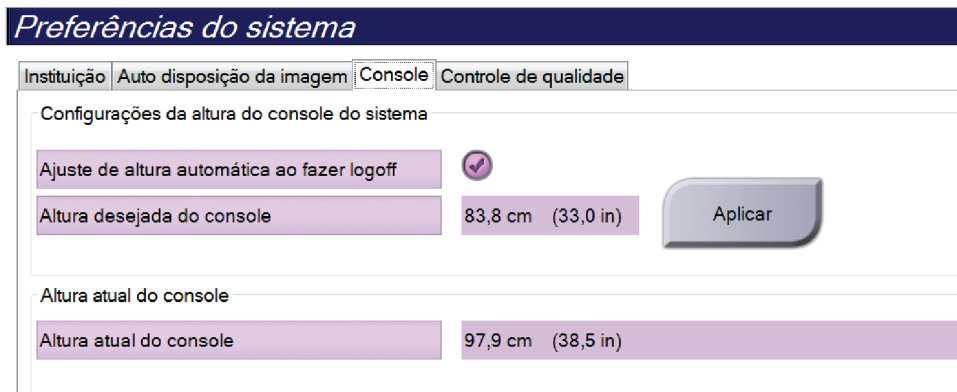 Preferências do sistema
Instituição Auto disposição da imagem Console Controle de qualidade
Configurações da altura do console do sistema
Ajuste de altura automática ao fazer logoff
Altura desejada do console 83,8 cm (33,0 in) Aplicar
Altura atual do console
Altura atual do console 97,9 cm (38,5 in)